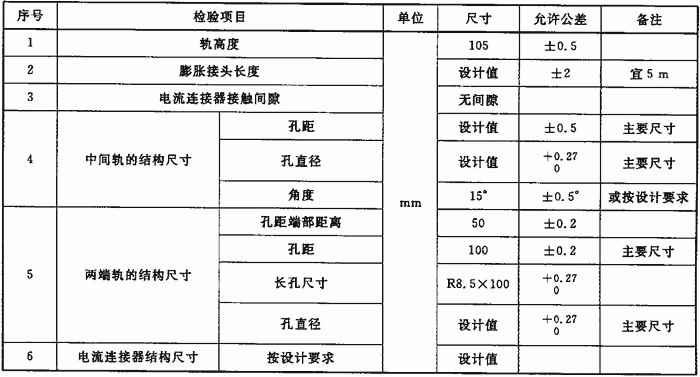 序号 检验项目 单位 尺寸 允许公差 备注
1 轨高度 mm 105 ±0.5
2 膨胀接头长度 设计值 ±2 宜5 m
3 电流连接器接触间隙 无间隙
4 中间轨的结构尺寸 孔距 设计值 ±0.5 主要尺寸
孔直径 设计值 +0.27 主要尺寸
0
角度 15° ±0.5° 或按设计要求
5 两端轨的结构尺寸 孔距端部距离 50 ±0.2
孔距 100 ±0.2 主要尺寸
长孔尺寸 R8.5×100 +0.27
0
孔直径 设计值 +0.27 主要尺寸
0
6 电流连接器结构尺寸 按设计要求 设计值